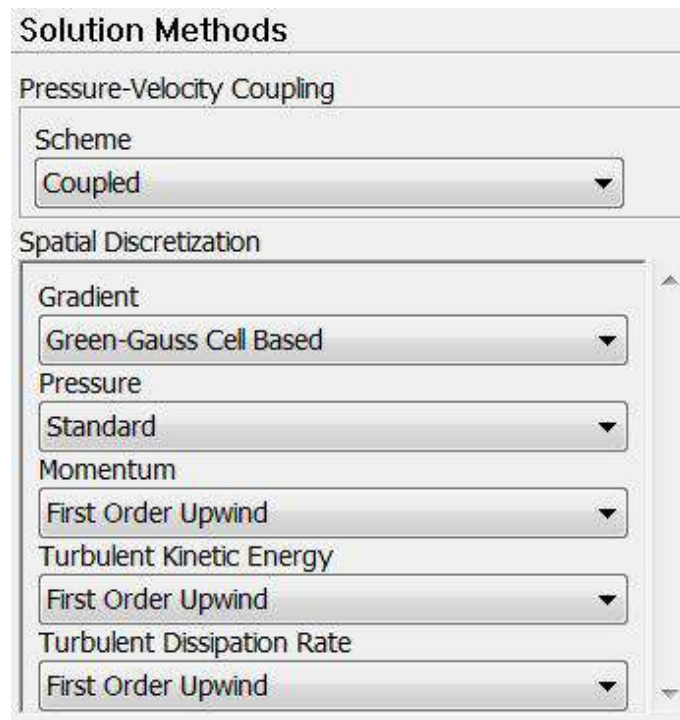 Solution Methods
Pressure-Velocity Coupling
Scheme
Coupled
Spatial Discretization
Gradient
Green-Gauss Cell Based
Pressure
Standard
Momentum
First Order Upwind
Turbulent Kinetic Energy
First Order Upwind
Turbulent Dissipation Rate
First Order Upwind